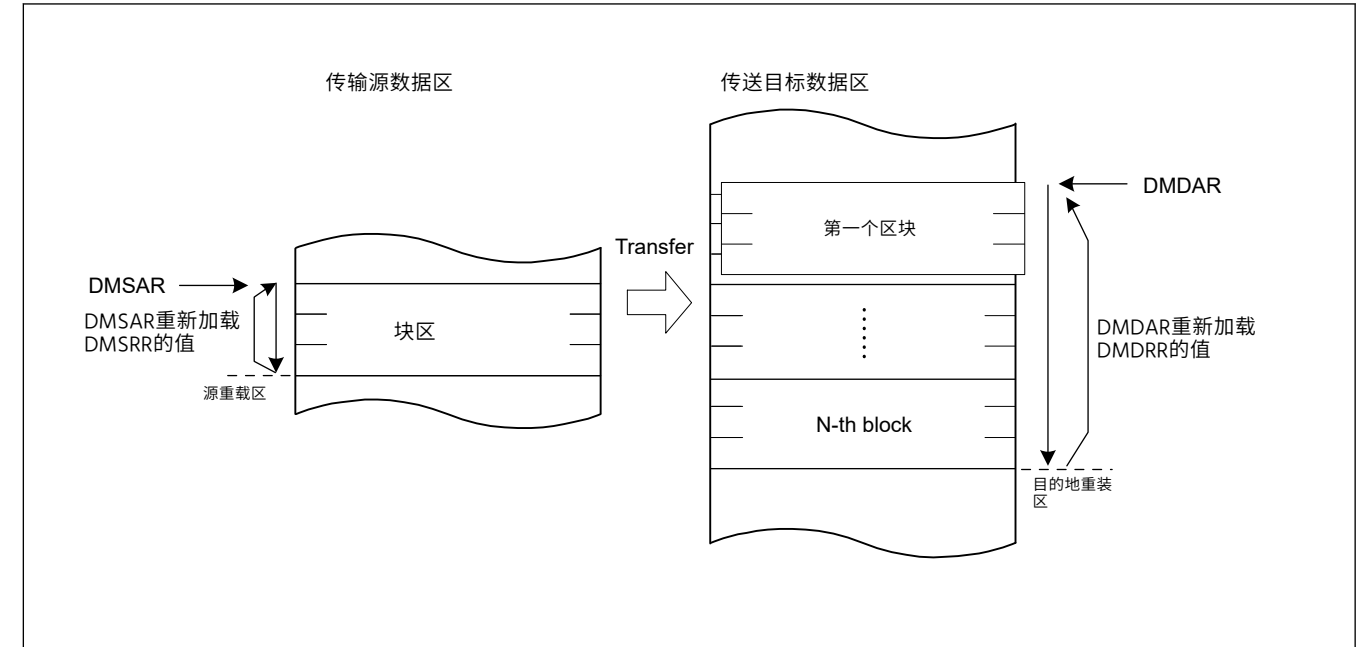 传输源数据区
传送目标数据区
DMDAR
第一个区块
Transfer
DMSAR
DMSAR重新加载
DMSRR的值
块区
DMDAR重新加载
DMDRR的值
源重载区
N-th block
目的地重装
区